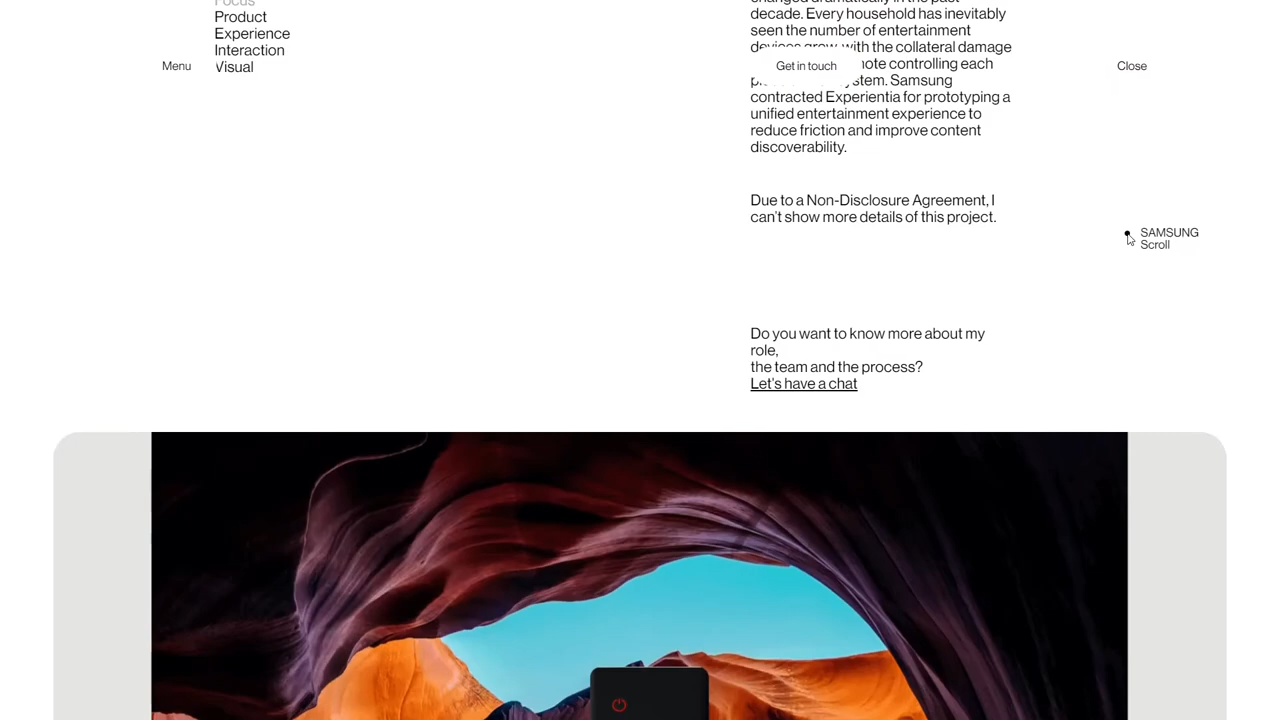 Focus
Product
Experience
Interaction
Visual
Menu
changed dramatically in the past
decade. Every household has inevitably
seen the number of entertainment
devices grow, with the collateral damage
controlling each
Samsung
contracted Experientia for prototyping a
unified entertainment experience to
reduce friction and improve content
discoverability.
Get in touch
Close
Due to a Non-Disclosure Agreement, I
can't show more details of this project.
SAMSUNG
Scroll
Do you want to know more about my
role,
the team and the process?
Let's have a chat